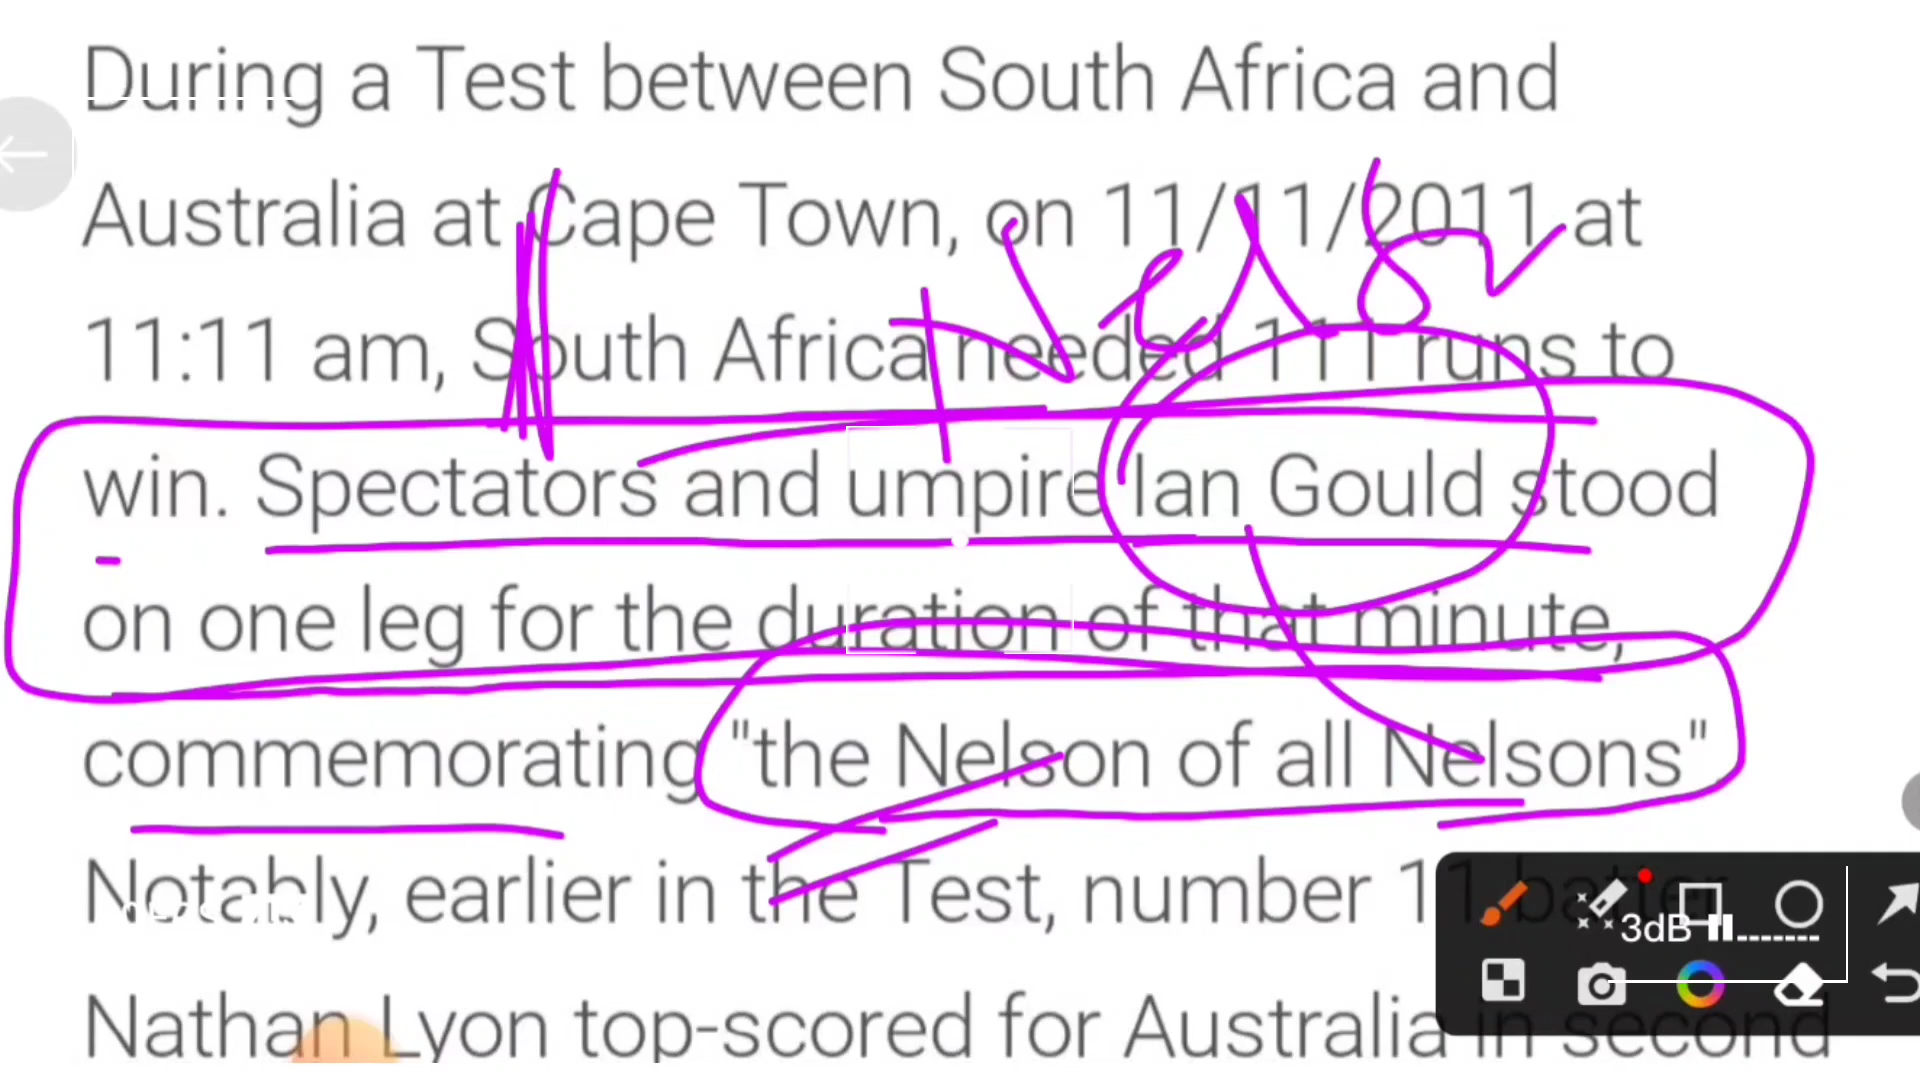 During a Test between South Africa and
Australia at Cape Town, on 11/11/2011 at
11:11 am, South Africa needed 111 runs to
win. Spectators and umpire Ian Gould stood
on one leg for the duration of that minute,
commemorating "the Nelson of all Nelsons"
Notably, earlier in the Test, number 11 batter
Nathan Lyon top-scored for Australia in second
3dB